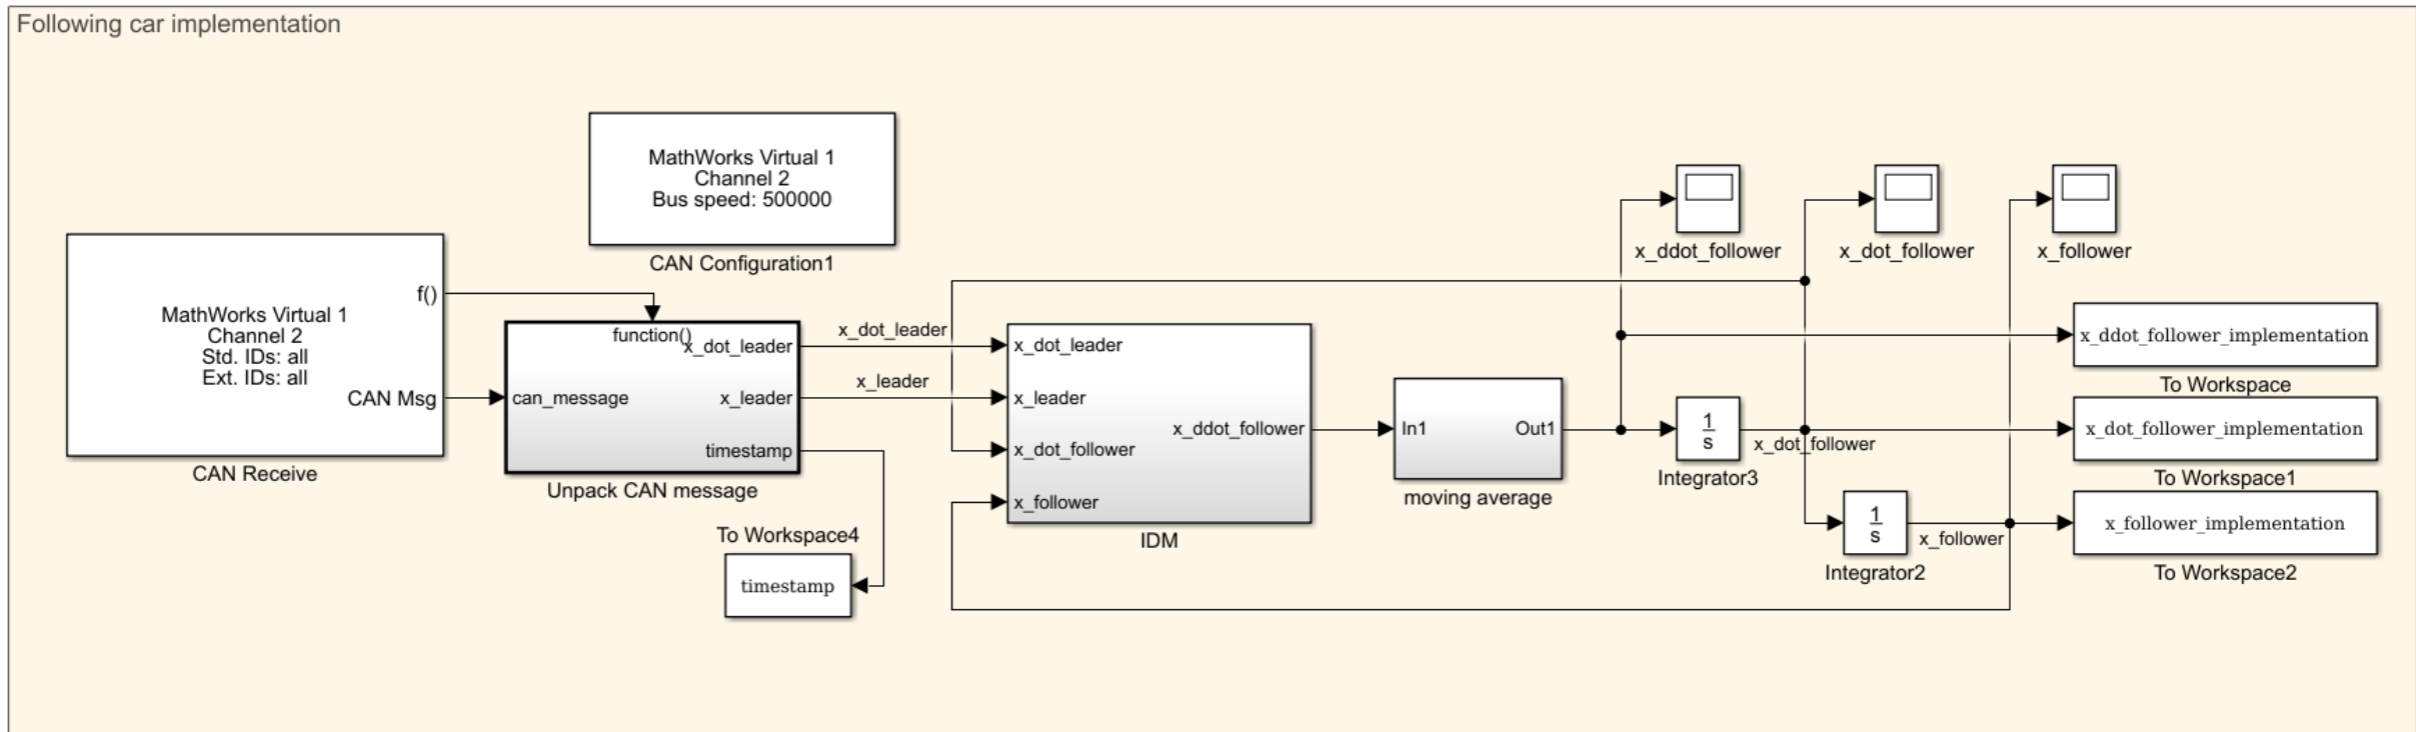 Following car implementation
MathWorks Virtual 1
Channel 2
Bus speed: 500000
CAN Configuration1
MathWorks Virtual 1
Channel 2
Std. IDs: all
Ext. IDs: all
f()
CAN Msg
CAN Receive
function()
can_message
x_dot_leader
x_leader
timestamp
Unpack CAN message
x_dot_leader
x_leader
To Workspace4
timestamp
x_dot_leader
x_leader
x_dot_follower
x_follower
x_ddot_follower
IDM
In1
Out1
moving average
x_ddot_follower
x_dot_follower
x_follower
1
s
Integrator3
x_dot_follower
1
s
Integrator2
x_follower
x_ddot_follower_implementation
To Workspace
x_dot_follower_implementation
To Workspace1
x_follower_implementation
To Workspace2